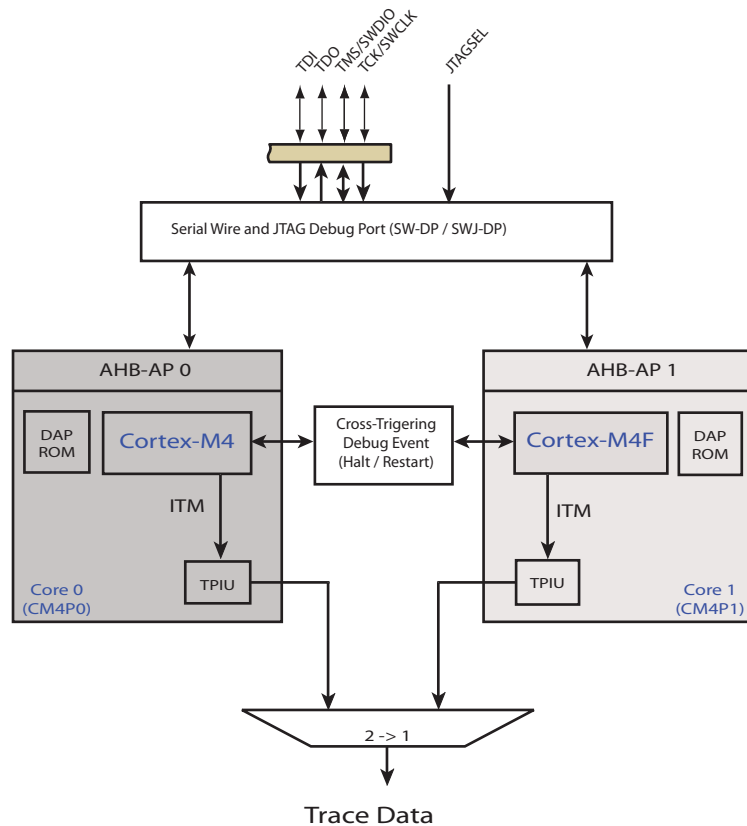 TDI
TDO
TMS/SWDIO
TCK/SWCLK
JTAGSEL
Serial Wire and JTAG Debug Port (SW-DP / SWJ-DP)
AHB-AP 0
DAP
ROM
Cortex-M4
ITM
TPIU
Core 0
(CM4P0)
Cross-Trigering
Debug Event
(Halt / Restart)
AHB-AP 1
Cortex-M4F
DAP
ROM
ITM
TPIU
Core 1
(CM4P1)
2 -> 1
Trace Data